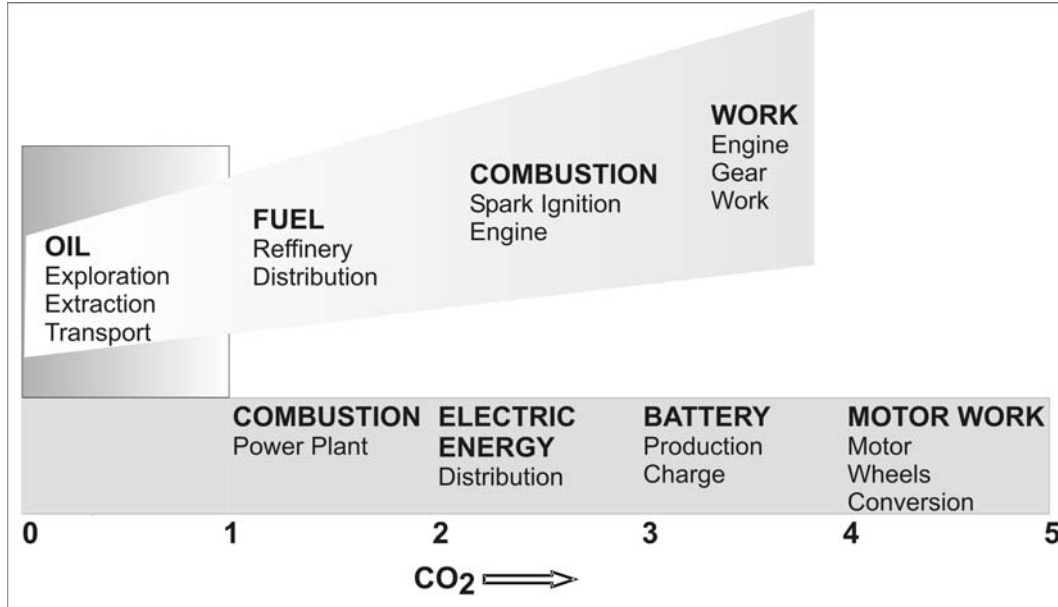 OIL
Exploration
Extraction
Transport
FUEL
Reffinery
Distribution
COMBUSTION
Spark Ignition
Engine
WORK
Engine
Gear
Work
COMBUSTION
Power Plant
ELECTRIC
ENERGY
Distribution
BATTERY
Production
Charge
MOTOR WORK
Motor
Wheels
Conversion
0 1 2 3 4 5
CO2